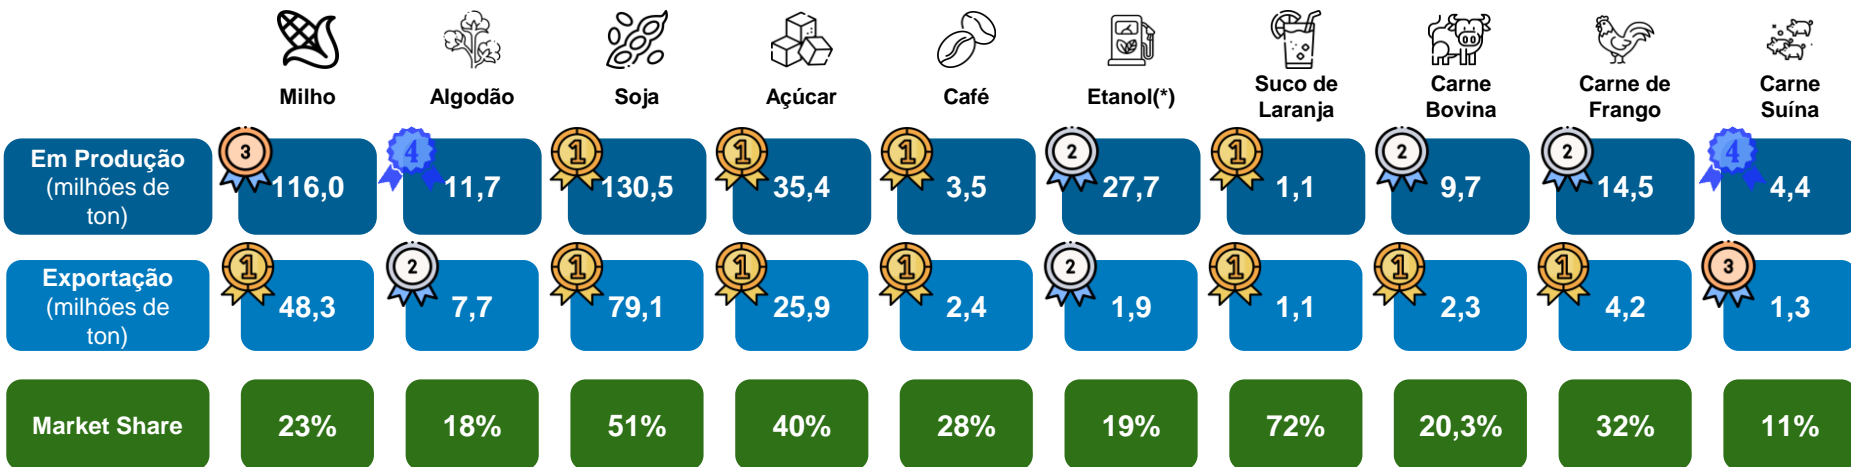 Milho Algodão Soja Açúcar Café Etanol(*) Suco de Laranja Carne Bovina Carne de Frango Carne Suína
Em Produção
(milhões de
ton)
3 116,0 4 11,7 1 130,5 1 35,4 1 3,5 2 27,7 1 1,1 2 9,7 2 14,5 4 4,4
Exportação
(milhões de
ton)
1 48,3 2 7,7 1 79,1 1 25,9 1 2,4 2 1,9 1 1,1 1 2,3 1 4,2 3 1,3
Market Share 23% 18% 51% 40% 28% 19% 72% 20,3% 32% 11%